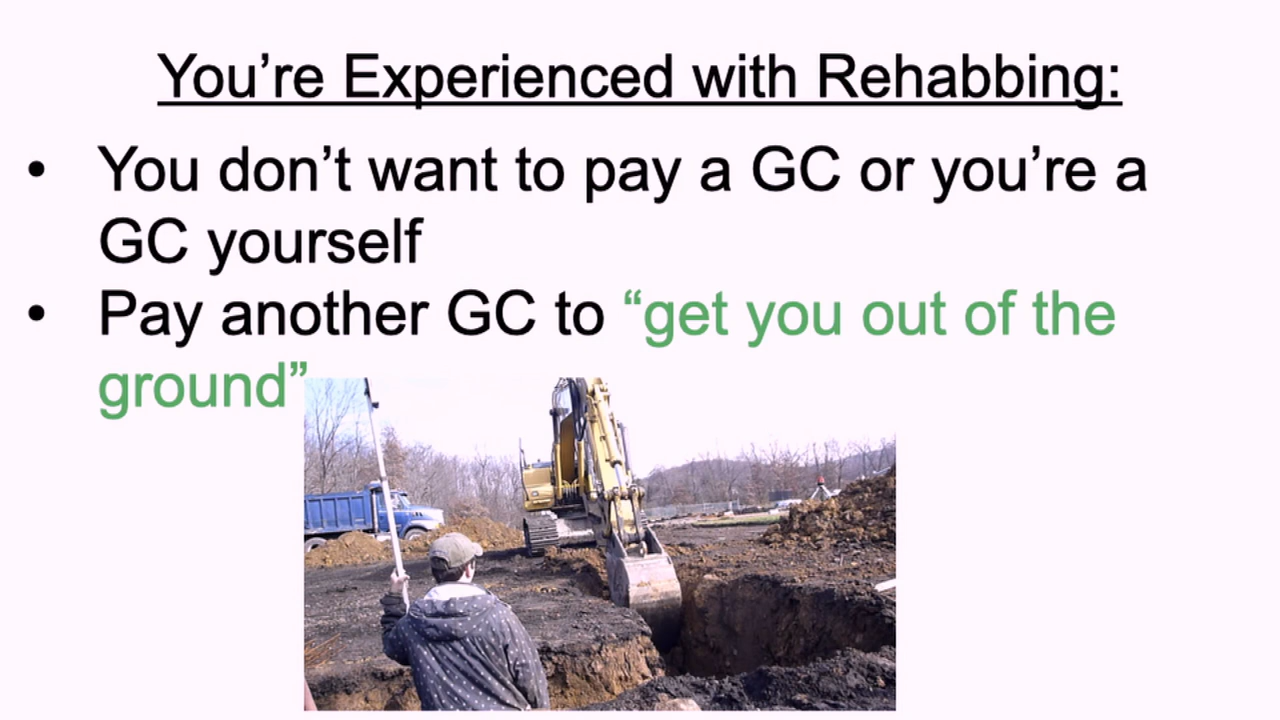 You’re Experienced with Rehabbing:
• You don’t want to pay a GC or you’re a
GC yourself
• Pay another GC to “get you out of the
ground”